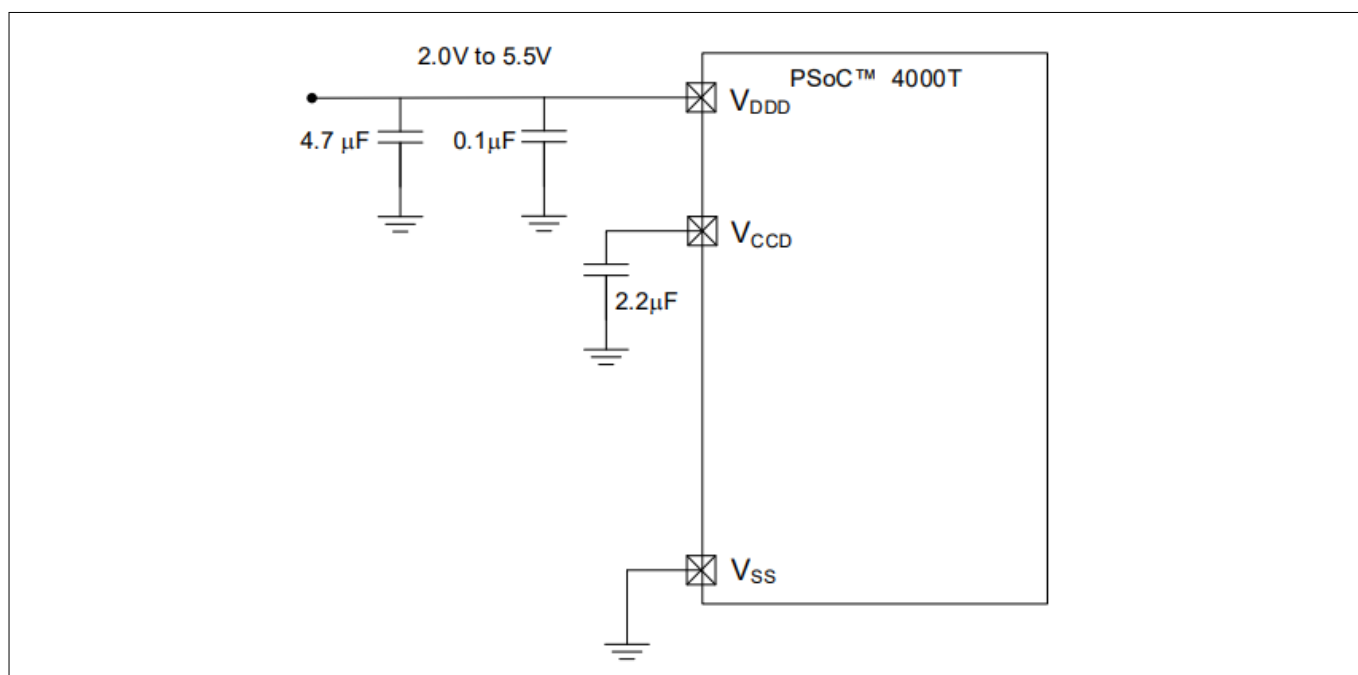 2.0V to 5.5V
PSoC™ 4000T
VDDD
4.7 μF
0.1μF
VCCD
2.2μF
VSS